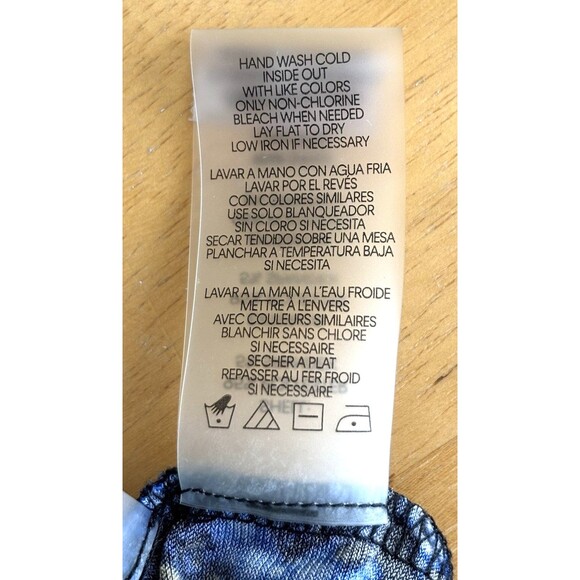 HAND WASH COLD
INSIDE OUT
WITH LIKE COLORS
ONLY NON-CHLORINE
BLEACH WHEN NEEDED
LAY FLAT TO DRY
LOW IRON IF NECESSARY
LAVAR A MANO CON AGUA FRIA
LAVAR POR EL REVÉS
CON COLORES SIMILARES
USE SOLO BLANQUEADOR
SIN CLORO SI NECESITA
SECAR TENDIDO SOBRE UNA MESA
PLANCHAR A TEMPERATURA BAJA
SI NECESITA
LAVAR A LA MAIN A L'EAU FROIDE
METTRE À L'ENVERS
AVEC COULEURS SIMILAIRES
BLANCHIR SANS CHLORE
SI NECESSAIRE
SECHER A PLAT
REPASSER AU FER FROID
SI NECESSAIRE